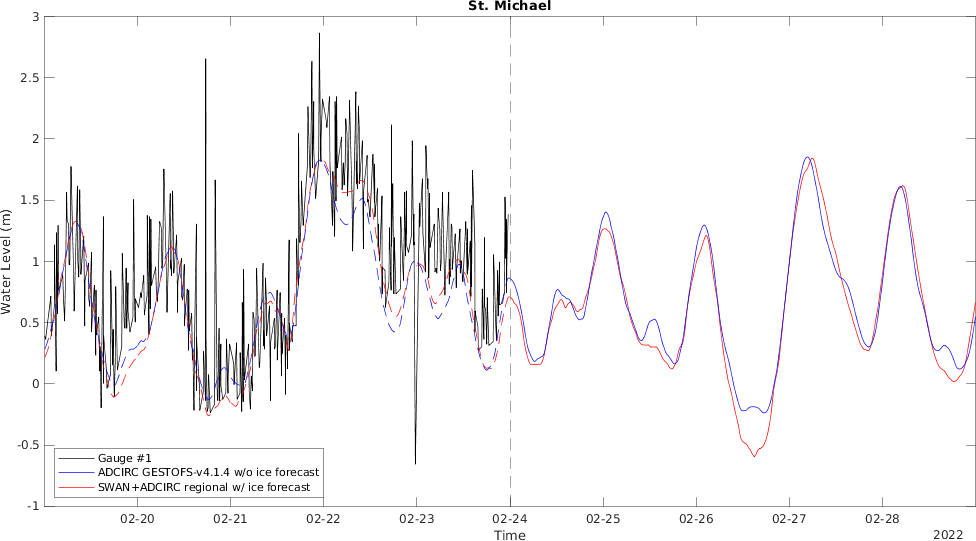 St. Michael
3
2.5
2
1.5
1
0.5
0
-0.5
-1
Water Level (m)
Gauge #1
ADCIRC GESTOFS-v4.1.4 w/o ice forecast
SWAN+ADCIRC regional w/ ice forecast
02-20 02-21 02-22 02-23 02-24 02-25 02-26 02-27 02-28
Time
2022